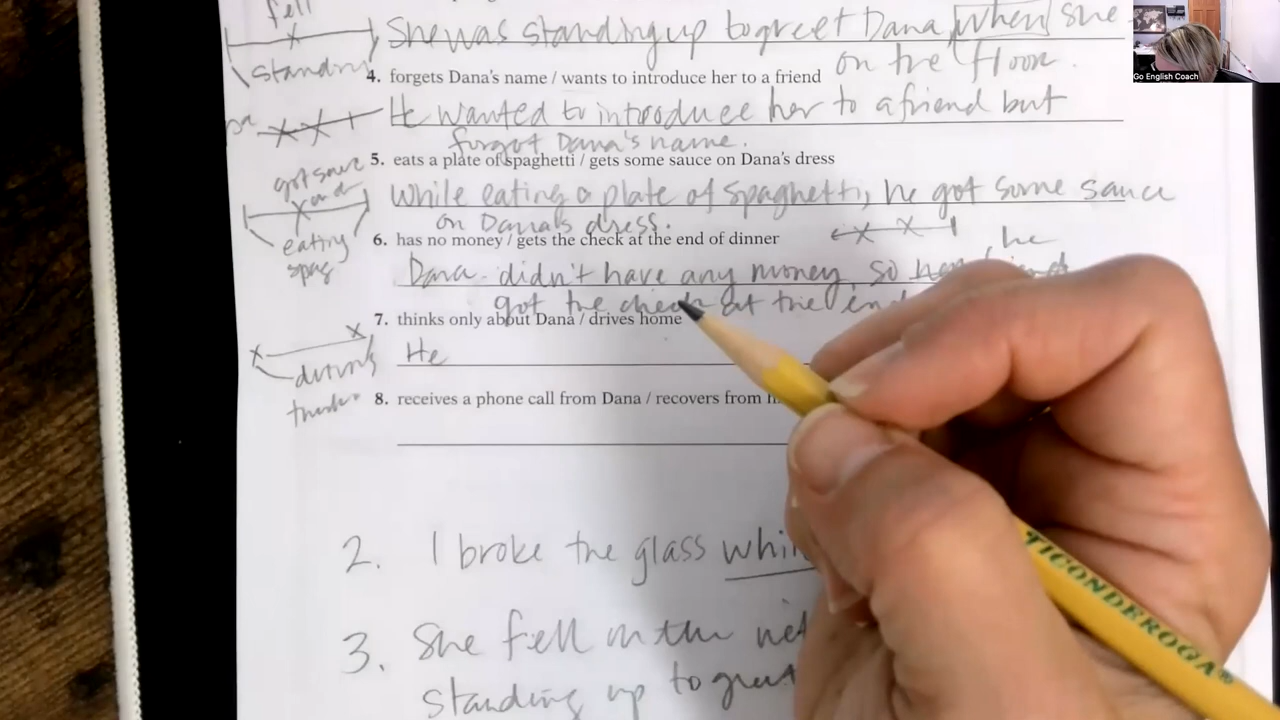 fell
She was standing up to greet Dana, when she
standing
4. forgets Dana's name / wants to introduce her to a friend
on the floor.
He wanted to introduce her to a friend but
forgot Dana's name.
got sauce
5. eats a plate of spaghetti / gets some sauce on Dana's dress
While eating a plate of spaghetti, he got some sauce
on Dana's dress.
eating
spag
6. has no money / gets the check at the end of dinner
, he
Dana didn't have any money so
got the check at the end
7. thinks only about Dana / drives home
He
driving
8. receives a phone call from Dana / recovers from
2. I broke the glass
3. She fell on the
standing up to greet
TICONDEROGA®
Go English Coach